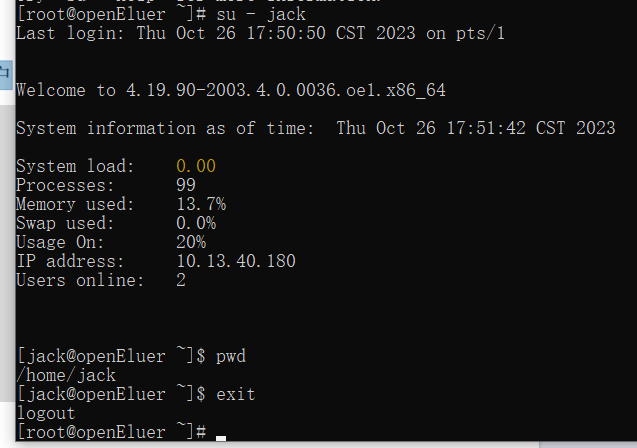 [root@openEluer ~]# su - jack
Last login: Thu Oct 26 17:50:50 CST 2023 on pts/1
Welcome to 4.19.90-2003.4.0.0036.oe1.x86_64
System information as of time:  Thu Oct 26 17:51:42 CST 2023
System load:    0.00
Processes:      99
Memory used:    13.7%
Swap used:      0.0%
Usage On:       20%
IP address:     10.13.40.180
Users online:   2
[jack@openEluer ~]$ pwd
/home/jack
[jack@openEluer ~]$ exit
logout
[root@openEluer ~]#